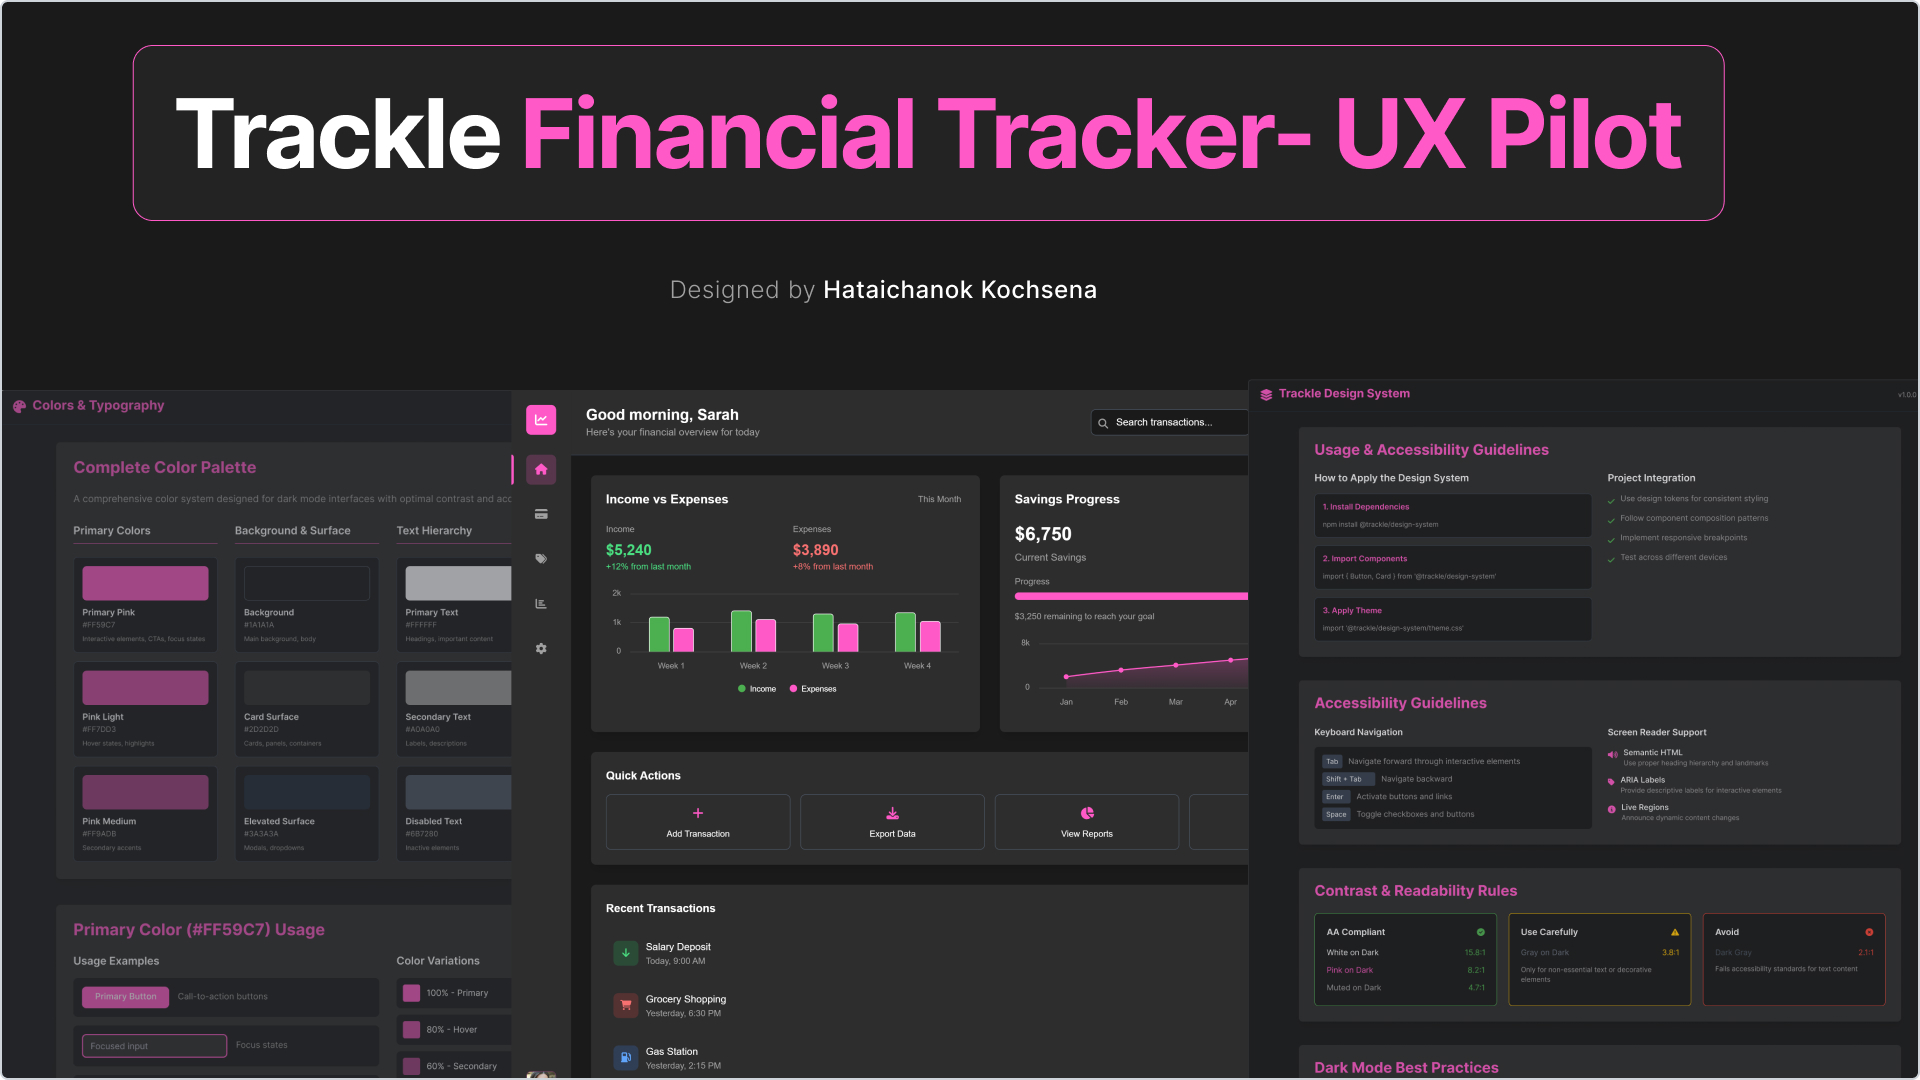 Trackle Financial Tracker- UX Pilot
Designed by Hataichanok Kochsena
Colors & Typography
Complete Color Palette
A comprehensive color system designed for dark mode interfaces with optimal contrast and acc
Primary Colors
Background & Surface
Text Hierarchy
Primary Pink
#FF59C7
Interactive elements, CTAs, focus states
Background
#1A1A1A
Main background, body
Primary Text
#FFFFFF
Headings, important content
Pink Light
#FF7DD3
Hover states, highlights
Card Surface
#2D2D2D
Cards, panels, containers
Secondary Text
#A0A0A0
Labels, descriptions
Pink Medium
#FF9ADB
Secondary accents
Elevated Surface
#3A3A3A
Modals, dropdowns
Disabled Text
#6B7280
Inactive elements
Primary Color (#FF59C7) Usage
Usage Examples
Color Variations
Primary Button
Call-to-action buttons
100% - Primary
80% - Hover
Focused input
Focus states
60% - Secondary
Good morning, Sarah
Here's your financial overview for today
Search transactions...
Income vs Expenses
This Month
Income
Expenses
$5,240
$3,890
+12% from last month
+8% from last month
2k
1k
0
Week 1
Week 2
Week 3
Week 4
Income
Expenses
Savings Progress
$6,750
Current Savings
Progress
$3,250 remaining to reach your goal
8k
0
Jan
Feb
Mar
Apr
Quick Actions
Add Transaction
Export Data
View Reports
Recent Transactions
Salary Deposit
Today, 9:00 AM
Grocery Shopping
Yesterday, 6:30 PM
Gas Station
Yesterday, 2:15 PM
Trackle Design System
v1.0.0
Usage & Accessibility Guidelines
How to Apply the Design System
1. Install Dependencies
npm install @trackle/design-system
2. Import Components
import { Button, Card } from '@trackle/design-system'
3. Apply Theme
import '@trackle/design-system/theme.css'
Project Integration
Use design tokens for consistent styling
Follow component composition patterns
Implement responsive breakpoints
Test across different devices
Accessibility Guidelines
Keyboard Navigation
Tab Navigate forward through interactive elements
Shift + Tab Navigate backward
Enter Activate buttons and links
Space Toggle checkboxes and buttons
Screen Reader Support
Semantic HTML
Use proper heading hierarchy and landmarks
ARIA Labels
Provide descriptive labels for interactive elements
Live Regions
Announce dynamic content changes
Contrast & Readability Rules
AA Compliant
White on Dark 15.8:1
Pink on Dark 8.2:1
Muted on Dark 4.7:1
Use Carefully
Gray on Dark 3.8:1
Only for non-essential text or decorative
elements
Avoid
Dark Gray 2.1:1
Fails accessibility standards for text content
Dark Mode Best Practices